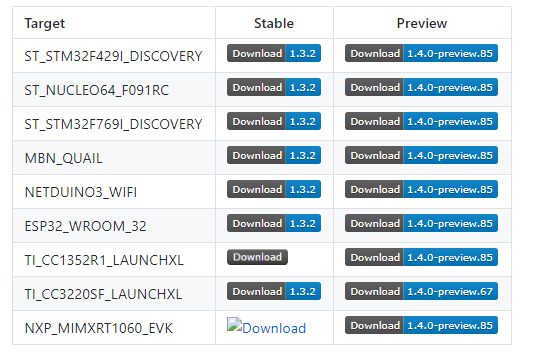 Target Stable Preview
ST_STM32F429I_DISCOVERY Download 1.3.2 Download 1.4.0-preview.85
ST_NUCLEO64_F091RC Download 1.3.2 Download 1.4.0-preview.85
ST_STM32F769I_DISCOVERY Download 1.3.2 Download 1.4.0-preview.85
MBN_QUAIL Download 1.3.2 Download 1.4.0-preview.85
NETDUINO3_WIFI Download 1.3.2 Download 1.4.0-preview.85
ESP32_WROOM_32 Download 1.3.2 Download 1.4.0-preview.85
TI_CC1352R1_LAUNCHXL Download Download 1.4.0-preview.85
TI_CC3220SF_LAUNCHXL Download 1.3.2 Download 1.4.0-preview.67
NXP_MIMXRT1060_EVK Download Download 1.4.0-preview.85